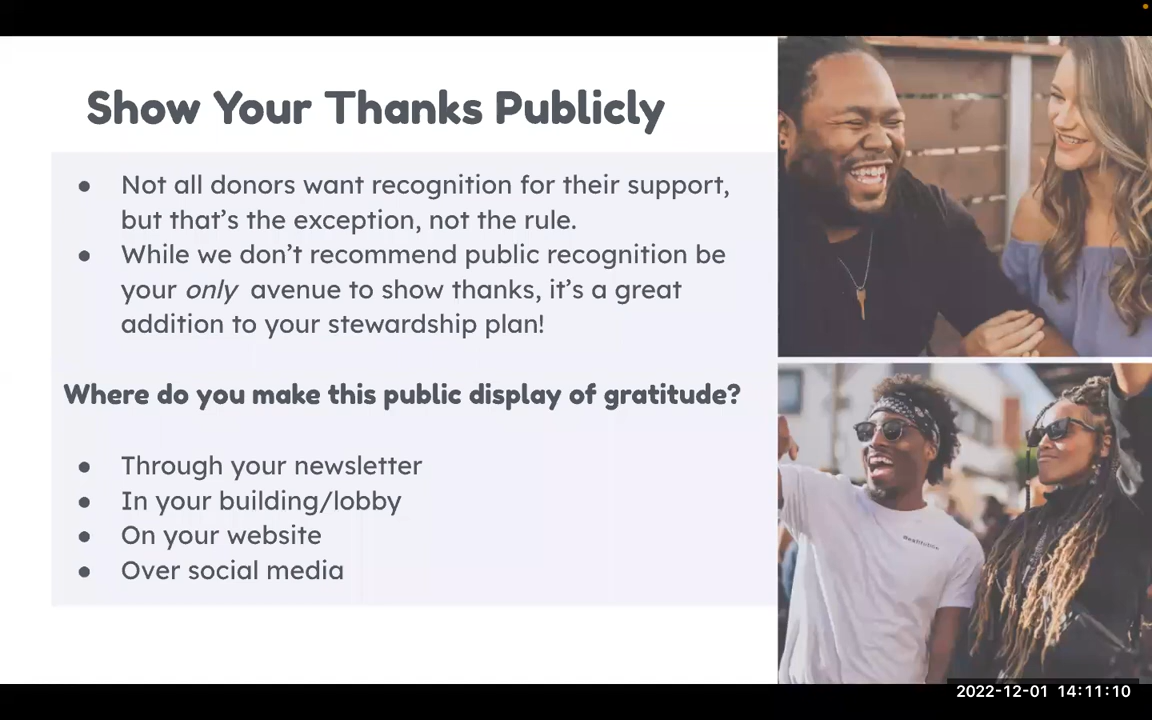 Show Your Thanks Publicly
● Not all donors want recognition for their support,
but that's the exception, not the rule.
● While we don't recommend public recognition be
your only avenue to show thanks, it's a great
addition to your stewardship plan!
Where do you make this public display of gratitude?
● Through your newsletter
● In your building/lobby
● On your website
● Over social media
2022-12-01 14:11:10